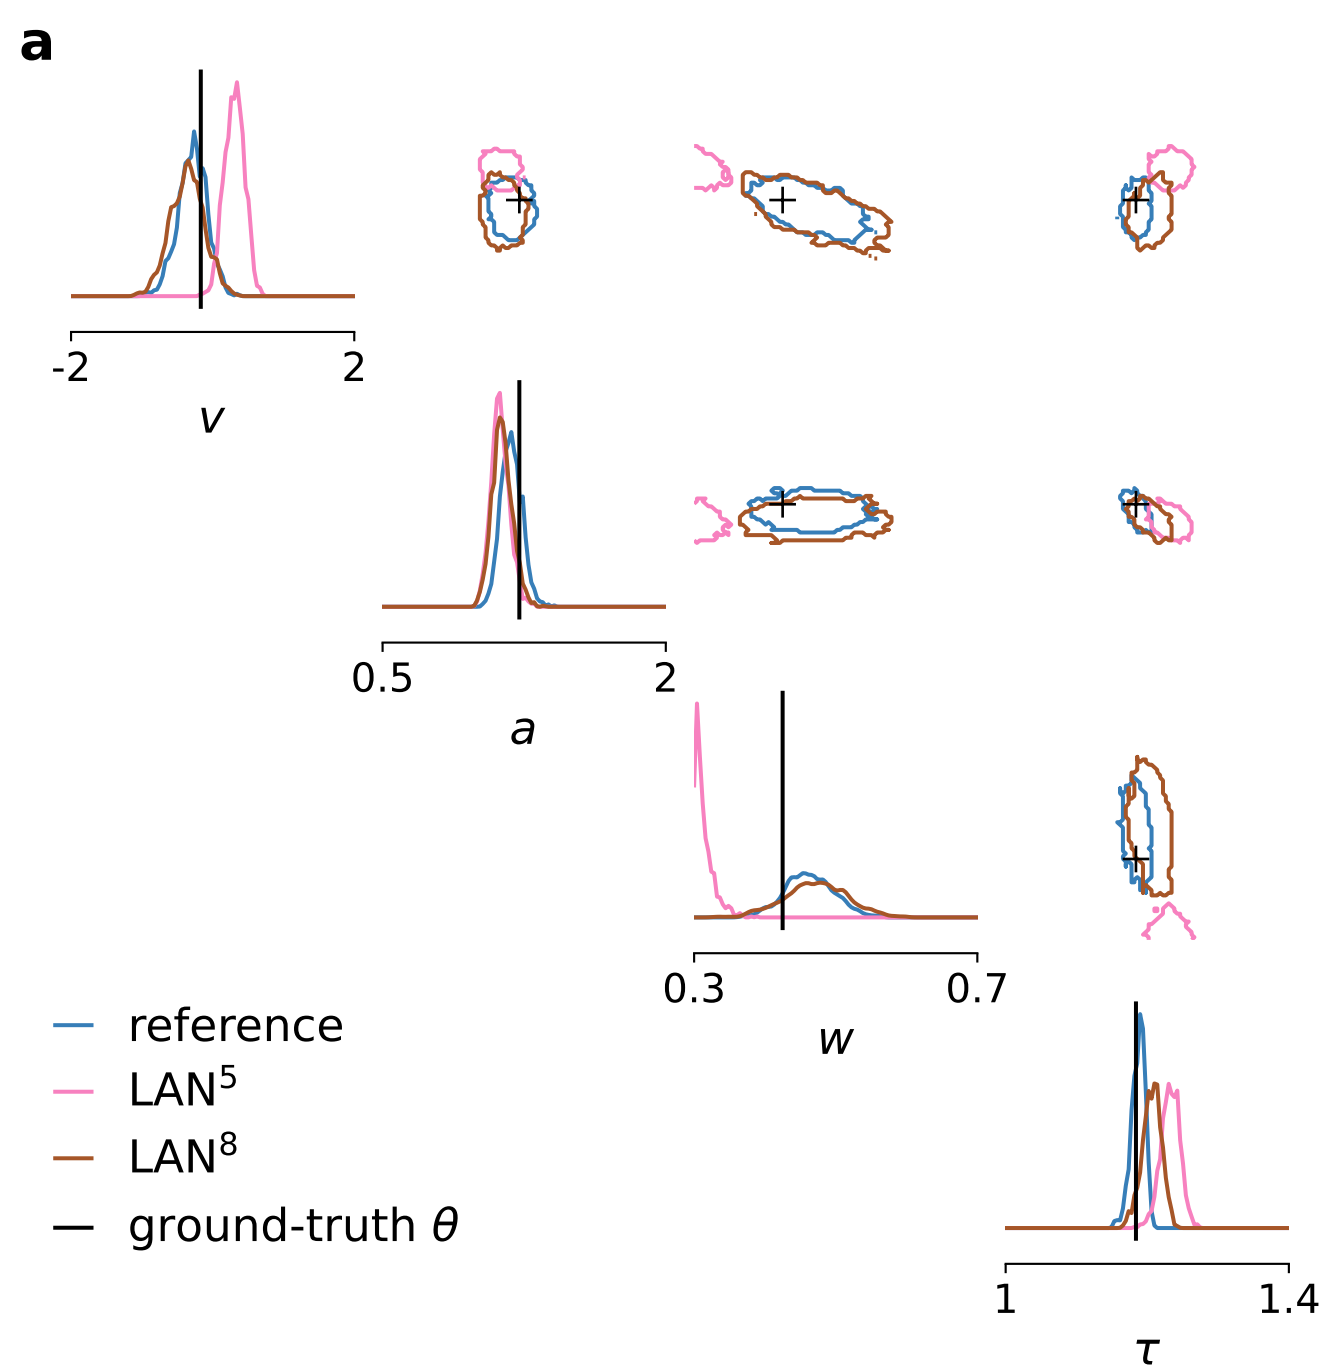 a
-2 2
v
0.5 2
a
0.3 0.7
w
reference
LAN⁵
LAN⁸
ground-truth θ
1 1.4
τ